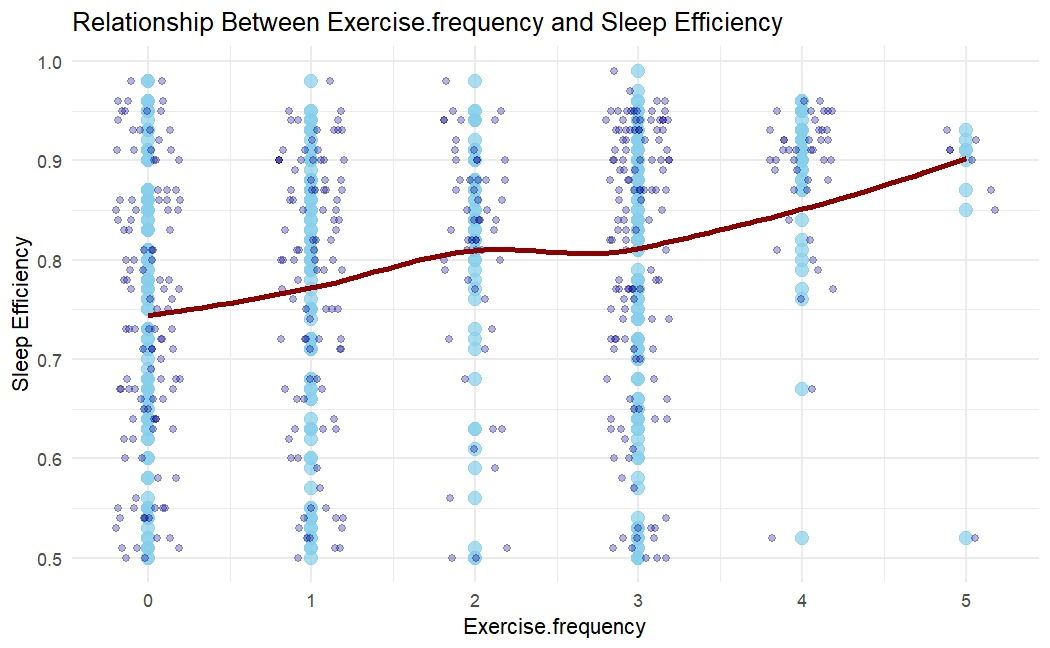 Relationship Between Exercise.frequency and Sleep Efficiency
Sleep Efficiency
1.0
0.9
0.8
0.7
0.6
0.5
0 1 2 3 4 5
Exercise.frequency